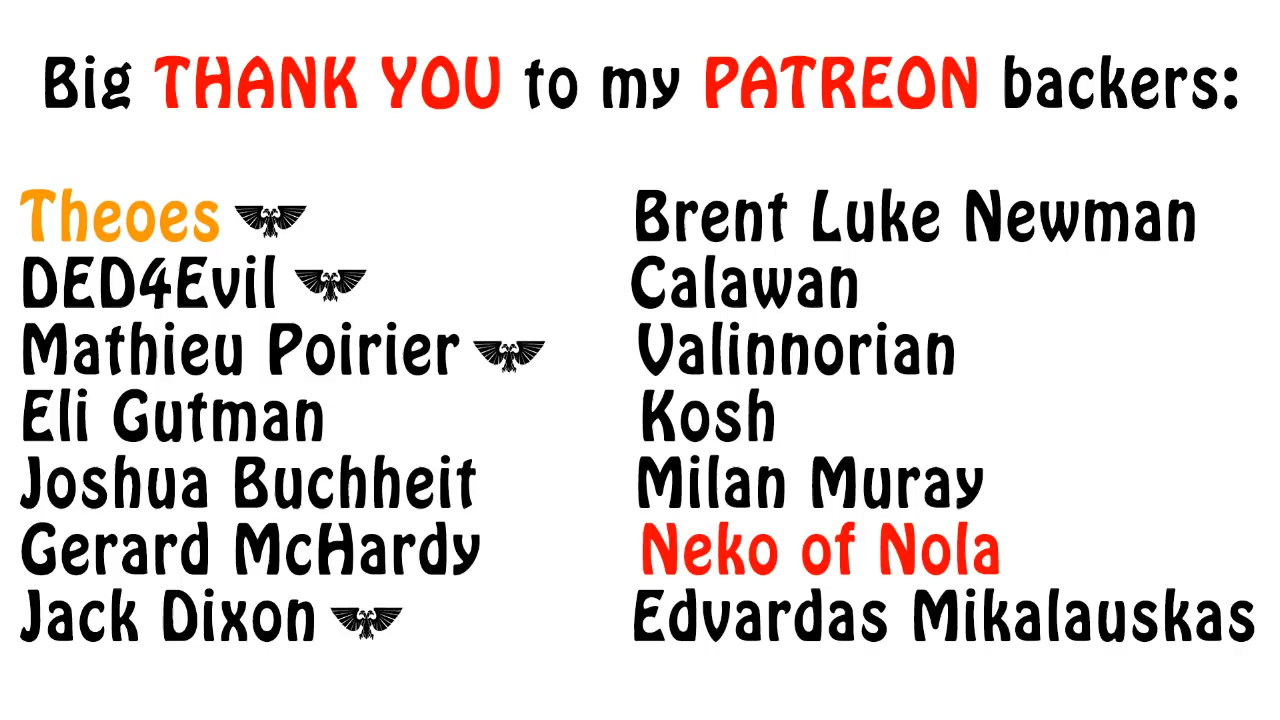 Big THANK YOU to my PATREON backers:
Theoes
DED4Evil
Mathieu Poirier
Eli Gutman
Joshua Buchheit
Gerard McHardy
Jack Dixon
Brent Luke Newman
Calawan
Valinnorian
Kosh
Milan Muray
Neko of Nola
Edvardas Mikalauskas